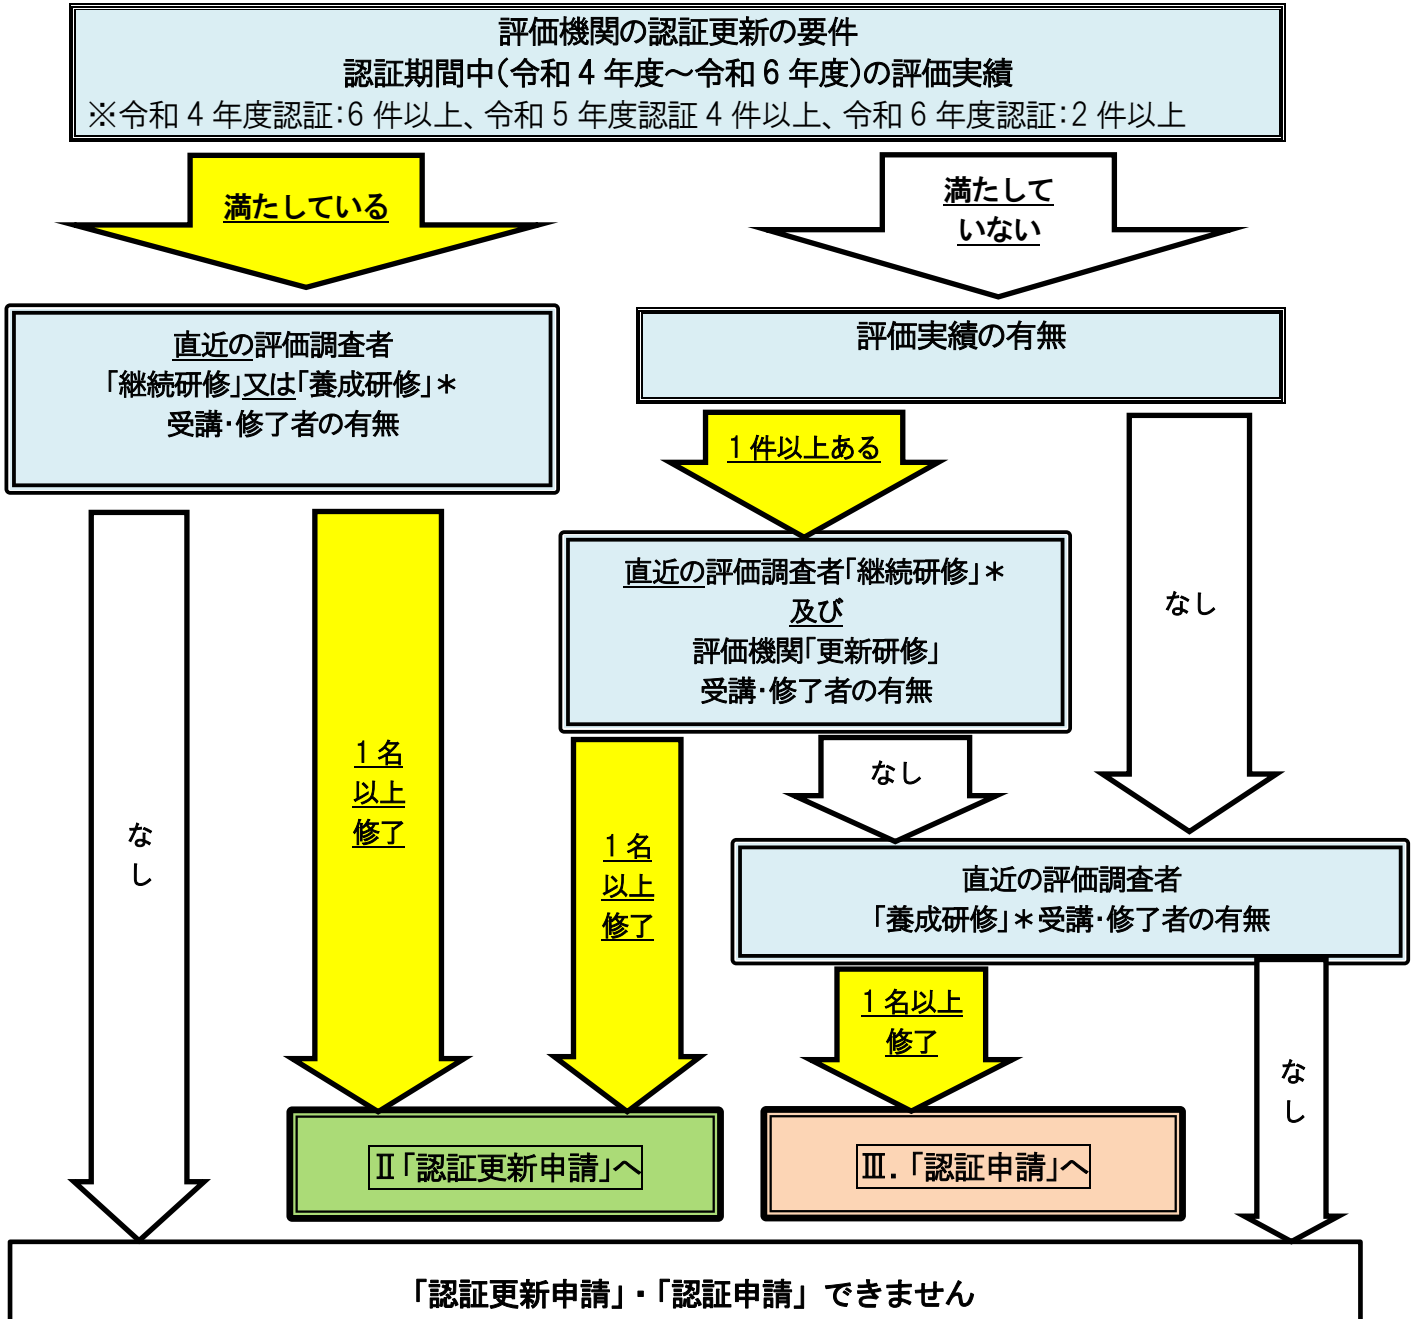 評価機関の認証更新の要件
認証期間中(令和4年度～令和6年度)の評価実績
※令和4年度認証:6件以上、令和5年度認証4件以上、令和6年度認証:2件以上
満たしている
満たして
いない
直近の評価調査者
「継続研修」又は「養成研修」＊
受講・修了者の有無
評価実績の有無
1件以上ある
なし
直近の評価調査者「継続研修」＊
及び
評価機関「更新研修」
受講・修了者の有無
な
し
1名
以上
修了
1名
以上
修了
なし
直近の評価調査者
「養成研修」＊受講・修了者の有無
1名以上
修了
な
し
Ⅱ「認証更新申請」へ
Ⅲ．「認証申請」へ
「認証更新申請」・「認証申請」できません